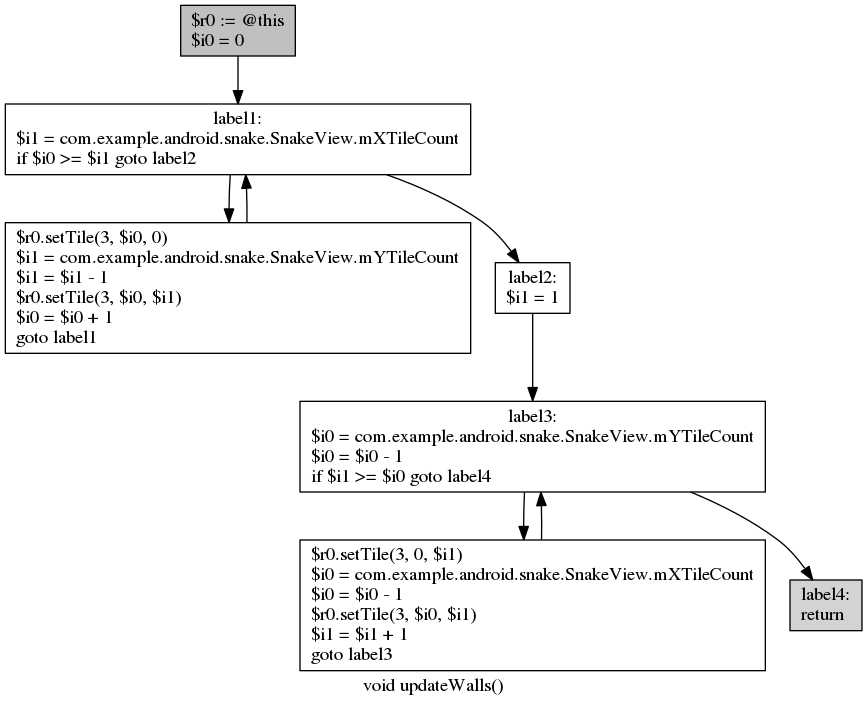 $r0 := @this
$i0 = 0
label1:
$i1 = com.example.android.snake.SnakeView.mXTileCount
if $i0 >= $i1 goto label2
$r0.setTile(3, $i0, 0)
$i1 = com.example.android.snake.SnakeView.mYTileCount
$i1 = $i1 - 1
$r0.setTile(3, $i0, $i1)
$i0 = $i0 + 1
goto label1
label2:
$i1 = 1
label3:
$i0 = com.example.android.snake.SnakeView.mYTileCount
$i0 = $i0 - 1
if $i1 >= $i0 goto label4
$r0.setTile(3, 0, $i1)
$i0 = com.example.android.snake.SnakeView.mXTileCount
$i0 = $i0 - 1
$r0.setTile(3, $i0, $i1)
$i1 = $i1 + 1
goto label3
label4:
return
void updateWalls()